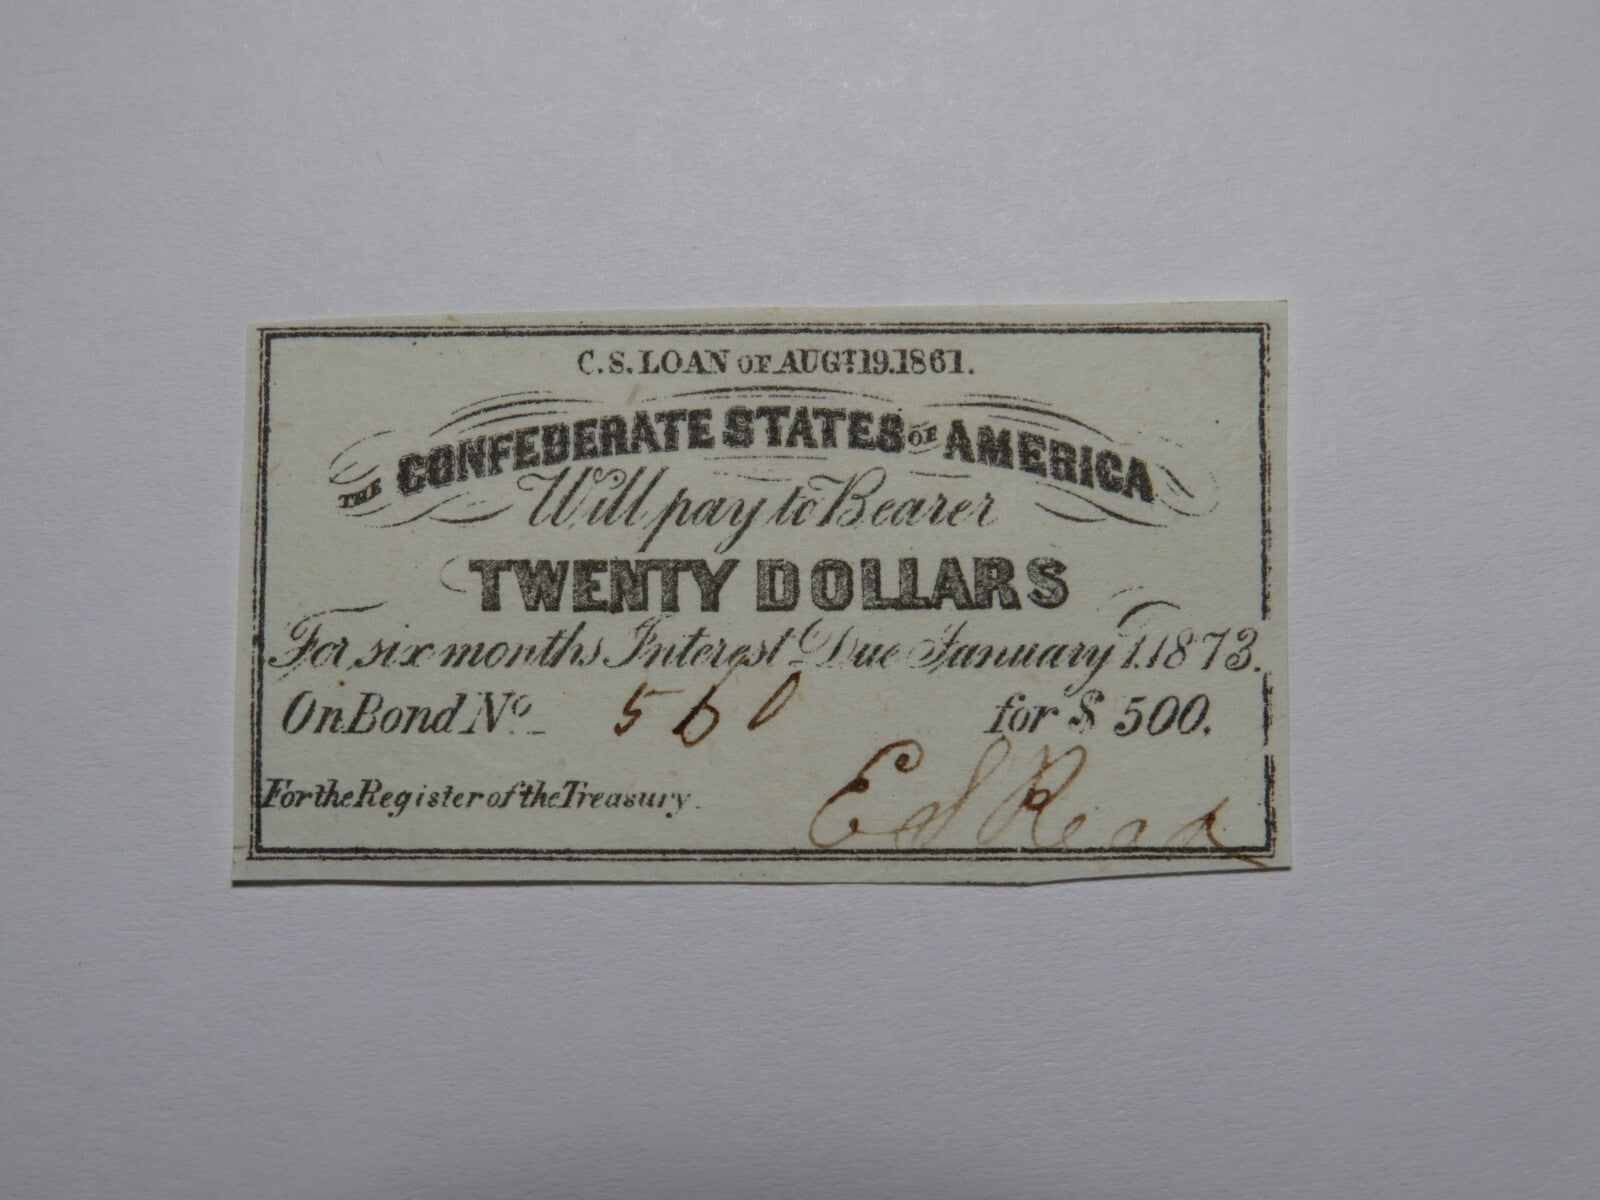 C.S. LOAN OF AUGT. 19. 1861.
THE CONFEDERATE STATES OF AMERICA
Will pay to Bearer
TWENTY DOLLARS
For six months Interest Due January 1. 1873.
On Bond No. 560 for $ 500.
For the Register of the Treasury.